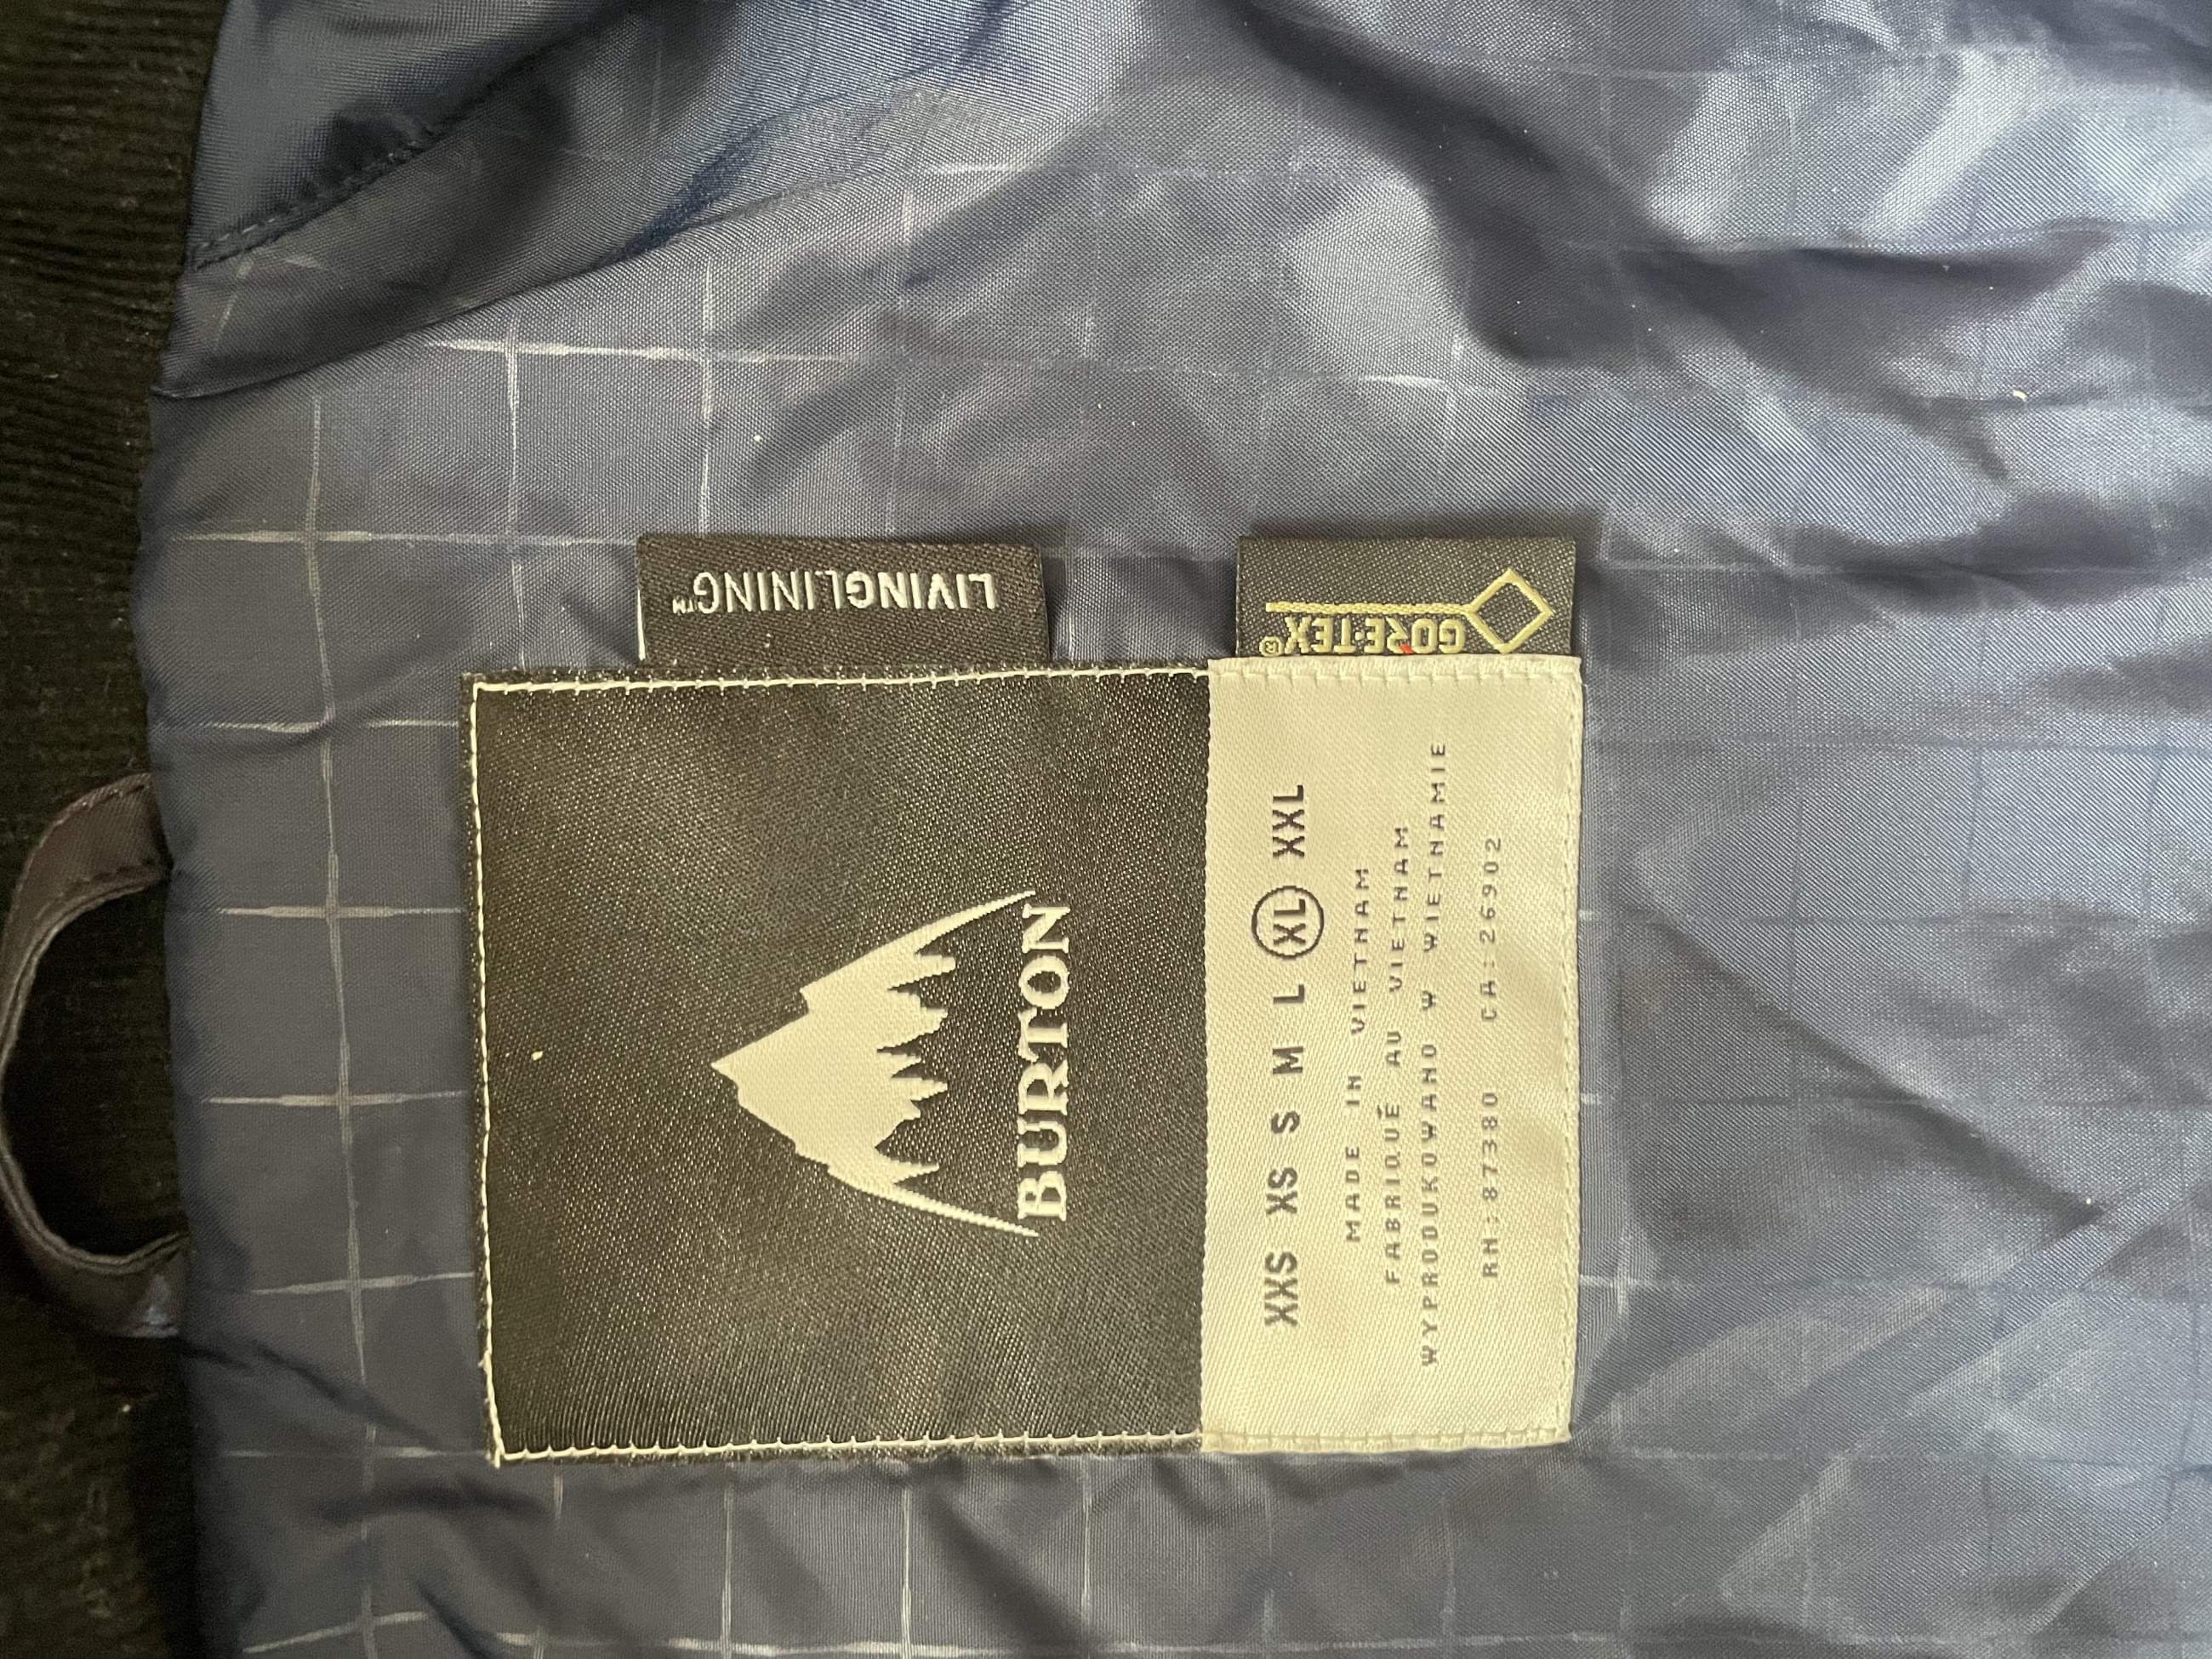 LIVINGLINING™
GORE-TEX®
BURTON
XXS XS S M L XL XXL
MADE IN VIETNAM
FABRIQUÉ AU VIETNAM
WYPRODUKOWANO W WIETNAMIE
RN:87380 CA:26902